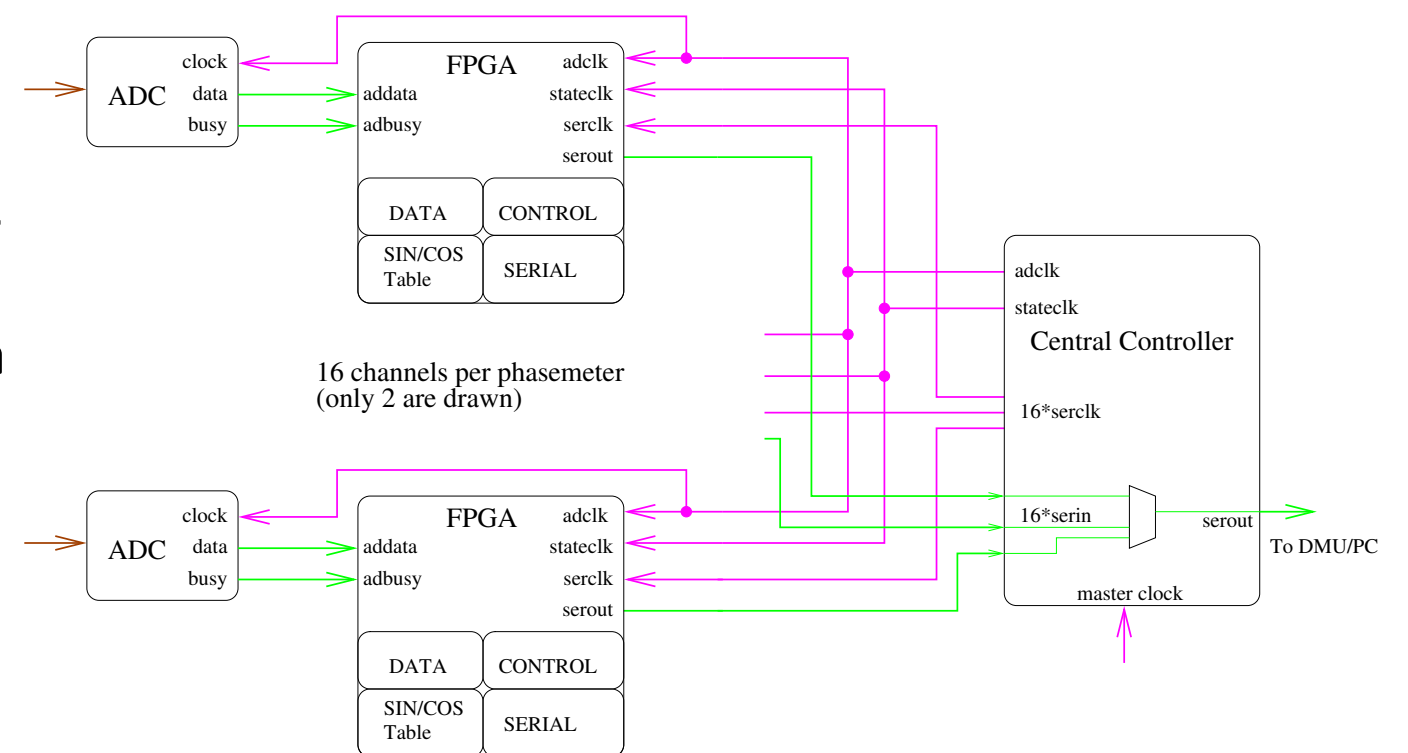 ADC
clock
data
busy
FPGA
addata
adbusy
adclk
stateclk
serclk
serout
DATA
CONTROL
SIN/COS
Table
SERIAL
16 channels per phasemeter
(only 2 are drawn)
adclk
stateclk
Central Controller
16*serclk
16*serin
serout
master clock
To DMU/PC
ADC
clock
data
busy
FPGA
addata
adbusy
adclk
stateclk
serclk
serout
DATA
CONTROL
SIN/COS
Table
SERIAL